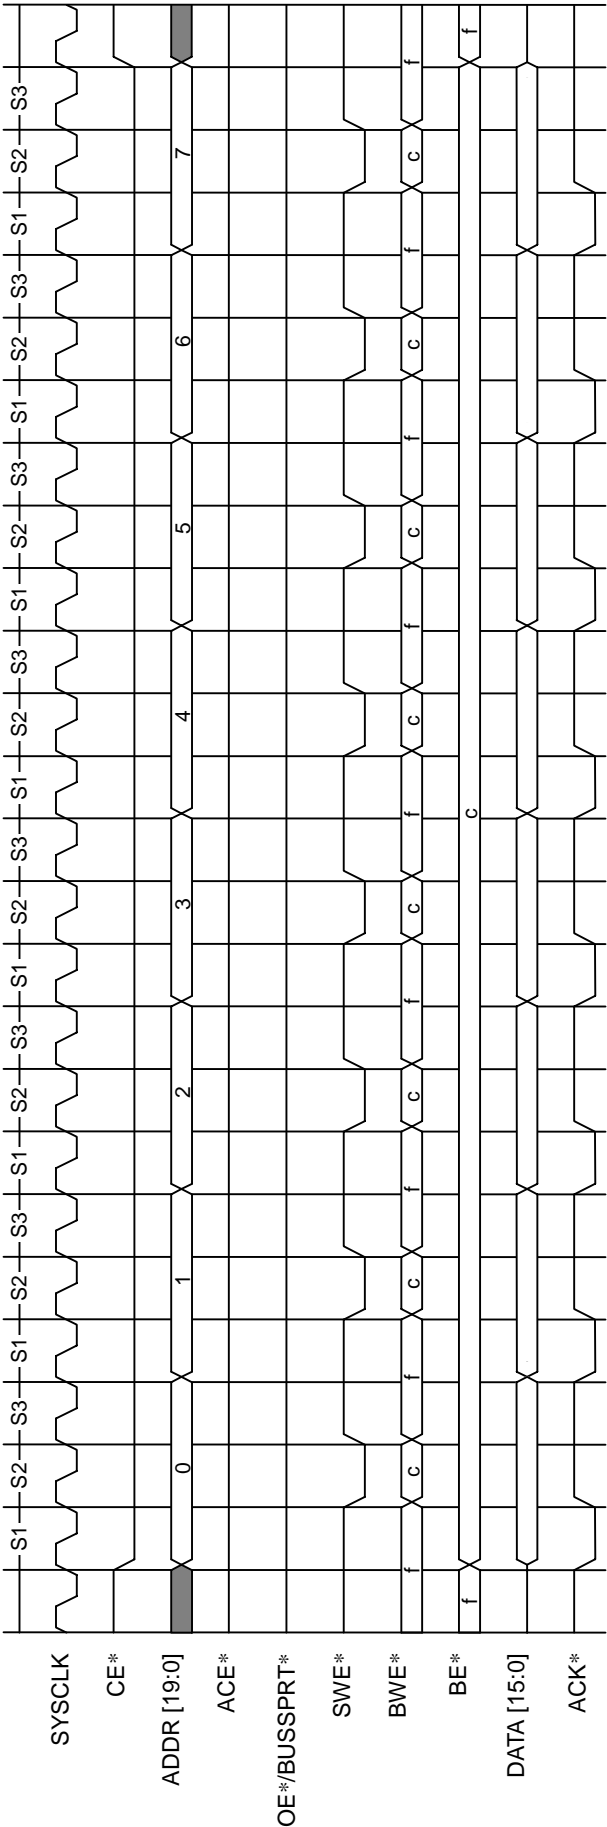 S1 S2 S3 S1 S2 S3 S1 S2 S3 S1 S2 S3 S1 S2 S3 S1 S2 S3 S1 S2 S3 S1 S2 S3
SYSCLK
CE*
ADDR [19:0] 0 1 2 3 4 5 6 7
ACE*
OE*/BUSSPRT*
SWE*
BWE* f c f c f c f c f c f c f c f c f
BE* f c f
DATA [15:0]
ACK*